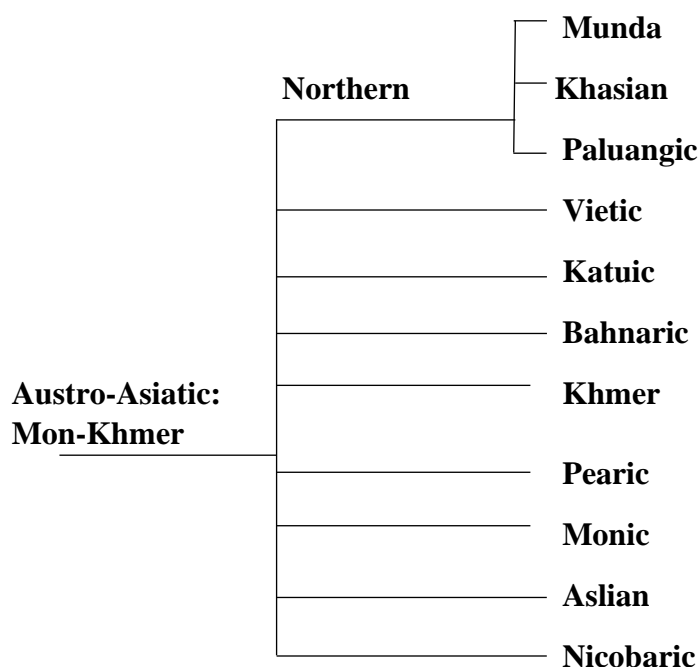 Munda
Northern
Khasian
Paluangic
Vietic
Katuic
Bahnaric
Austro-Asiatic:
Mon-Khmer
Khmer
Pearic
Monic
Aslian
Nicobaric